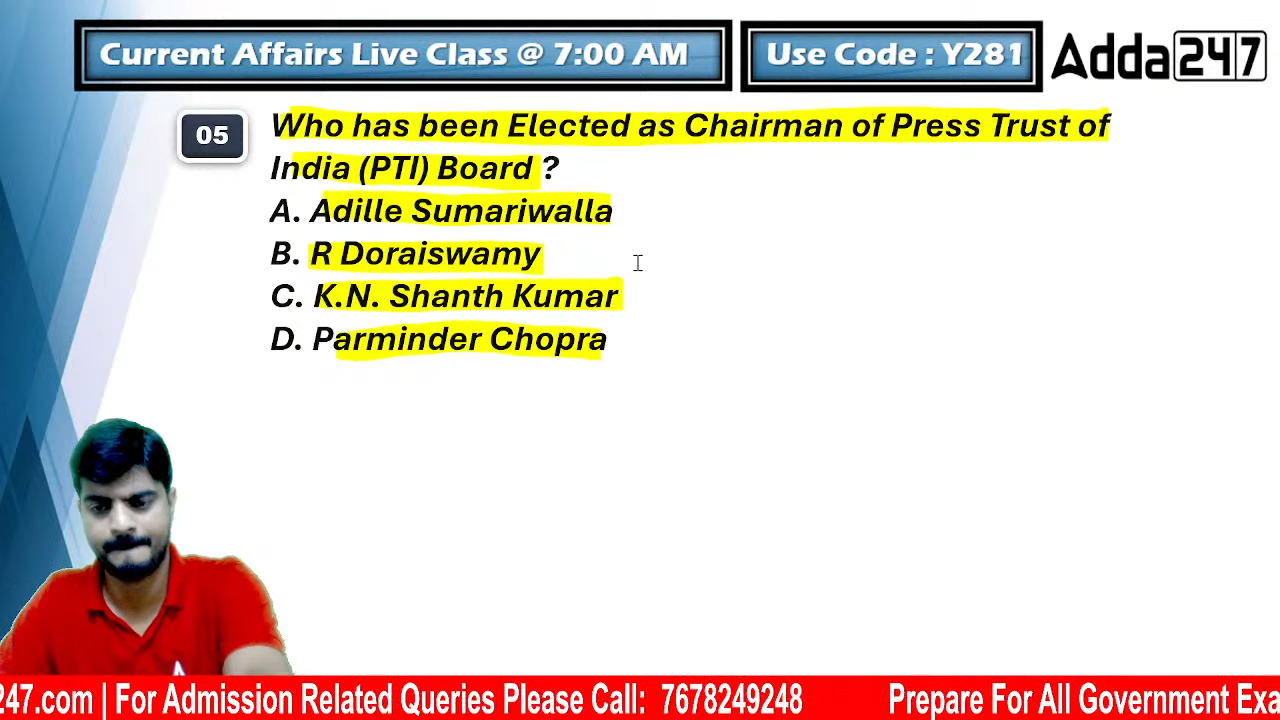 Current Affairs Live Class @ 7:00 AM
Use Code : Y281
Adda247
05
Who has been Elected as Chairman of Press Trust of
India (PTI) Board ?
A. Adille Sumariwalla
B. R Doraiswamy
C. K.N. Shanth Kumar
D. Parminder Chopra
247.com | For Admission Related Queries Please Call: 7678249248 Prepare For All Government Exa